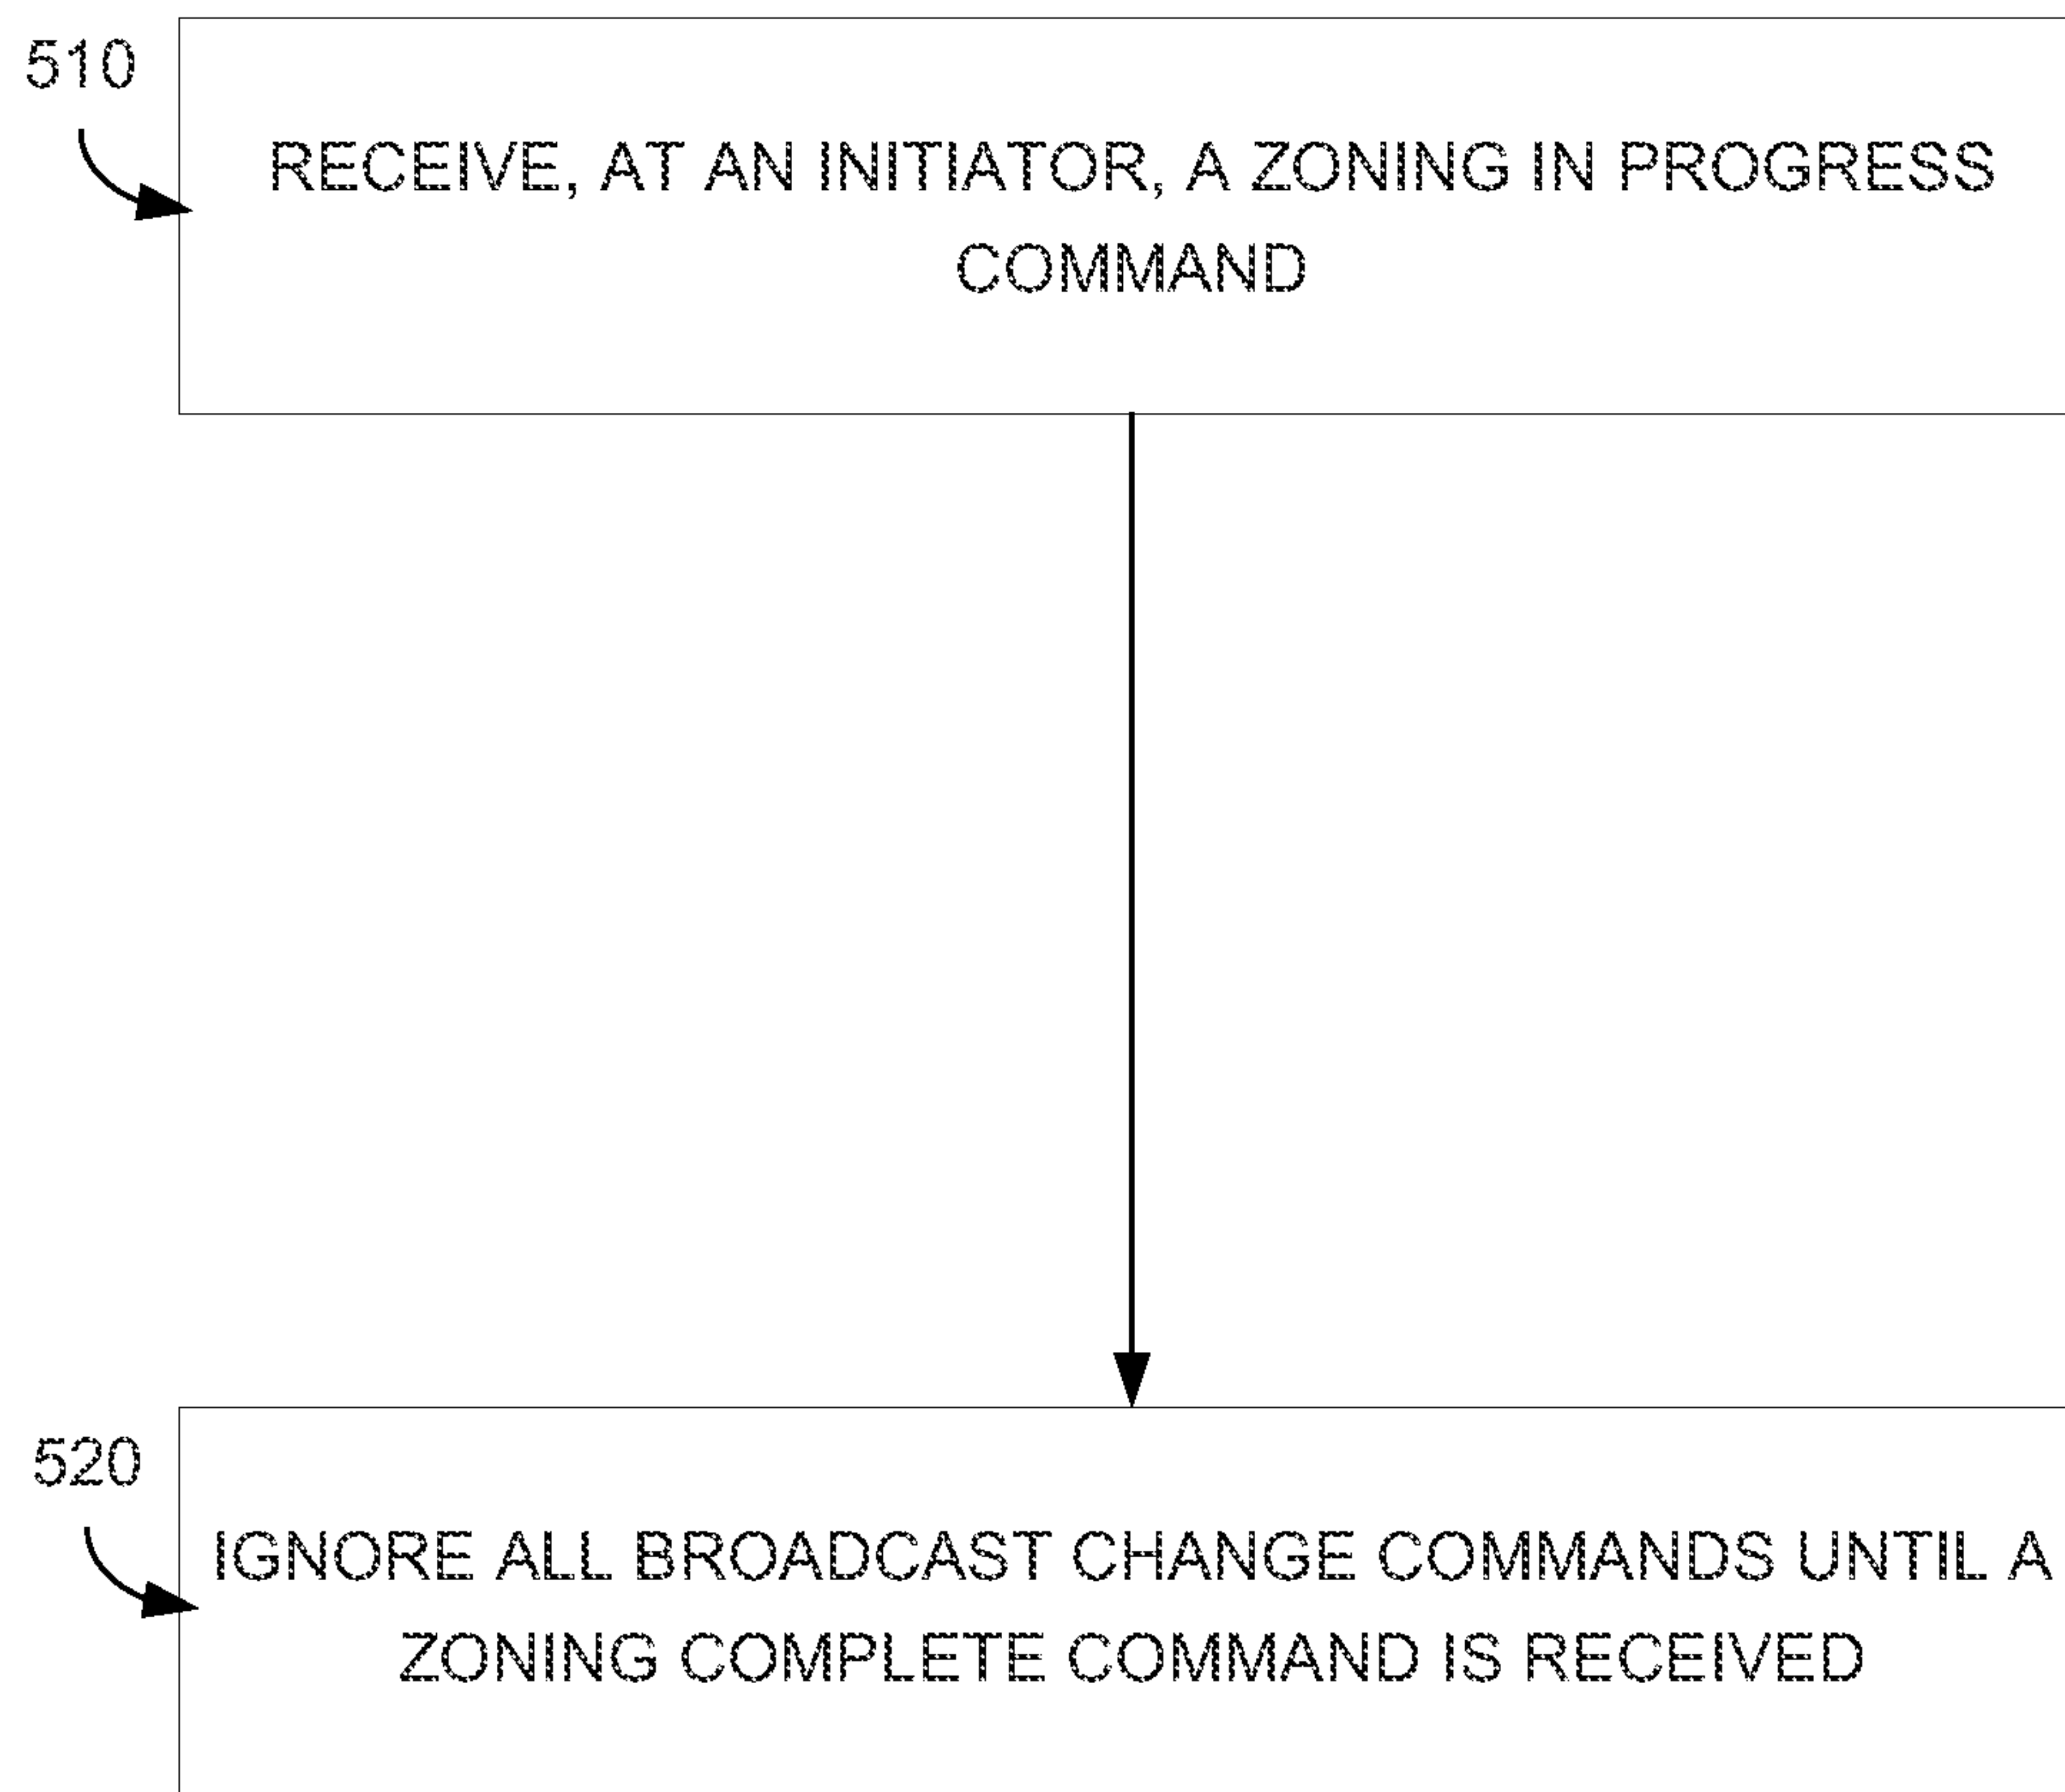 510
RECEIVE, AT AN INITIATOR, A ZONING IN PROGRESS
COMMAND
520
IGNORE ALL BROADCAST CHANGE COMMANDS UNTIL A
ZONING COMPLETE COMMAND IS RECEIVED